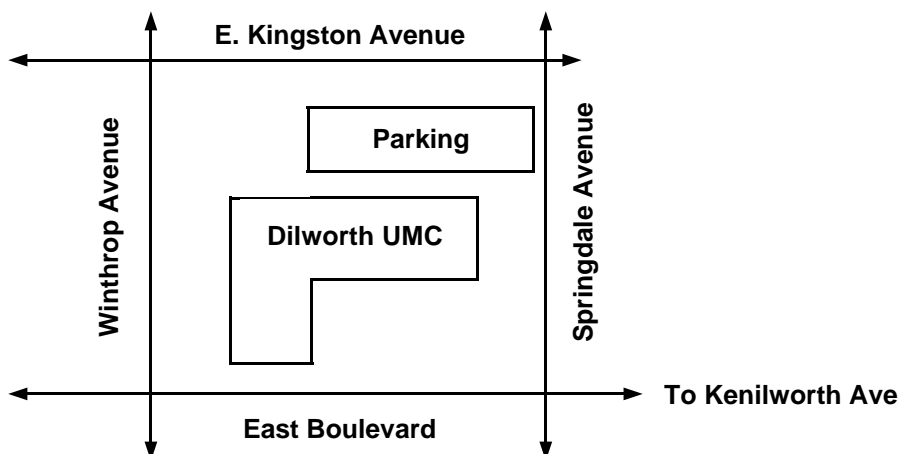 E. Kingston Avenue
Winthrop Avenue
Parking
Springdale Avenue
Dilworth UMC
To Kenilworth Ave
East Boulevard